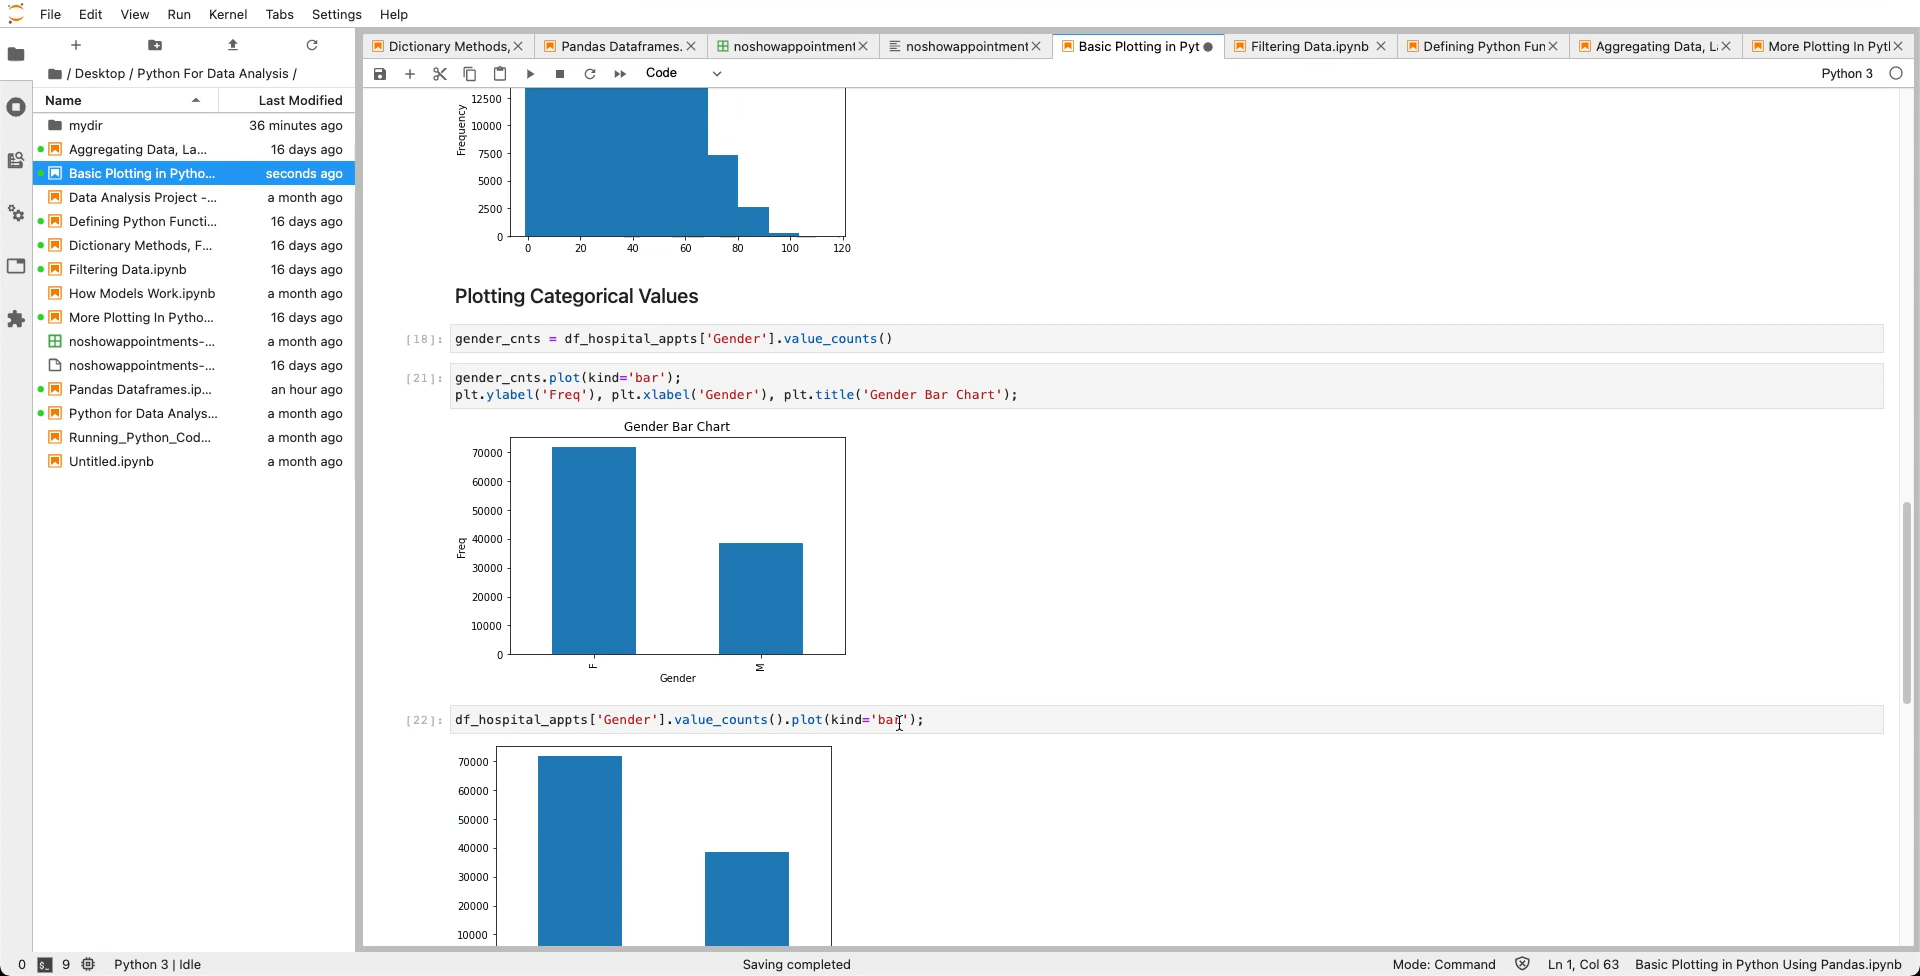 File Edit View Run Kernel Tabs Settings Help
/ Desktop / Python For Data Analysis /
Name Last Modified
mydir 36 minutes ago
Aggregating Data, La... 16 days ago
Basic Plotting in Pytho... seconds ago
Data Analysis Project -... a month ago
Defining Python Functi... 16 days ago
Dictionary Methods, F... 16 days ago
Filtering Data.ipynb 16 days ago
How Models Work.ipynb a month ago
More Plotting In Pytho... 16 days ago
noshowappointments-... a month ago
noshowappointments-... 16 days ago
Pandas Dataframes.ip... an hour ago
Python for Data Analys... a month ago
Running_Python_Cod... a month ago
Untitled.ipynb a month ago
Dictionary Methods, Pandas Dataframes. noshowappointment noshowappointment Basic Plotting in Pyt Filtering Data.ipynb Defining Python Fun Aggregating Data, L More Plotting In Pyt
Code Python 3
12500
10000
7500
5000
2500
0
Frequency
0 20 40 60 80 100 120
Plotting Categorical Values
[18]: gender_cnts = df_hospital_appts['Gender'].value_counts()
[21]: gender_cnts.plot(kind='bar');
plt.ylabel('Freq'), plt.xlabel('Gender'), plt.title('Gender Bar Chart');
Gender Bar Chart
70000
60000
50000
40000
30000
20000
10000
0
Freq
F M
Gender
[22]: df_hospital_appts['Gender'].value_counts().plot(kind='bar');
70000
60000
50000
40000
30000
20000
10000
0 $_ 9 Python 3 | Idle Saving completed Mode: Command Ln 1, Col 63 Basic Plotting in Python Using Pandas.ipynb